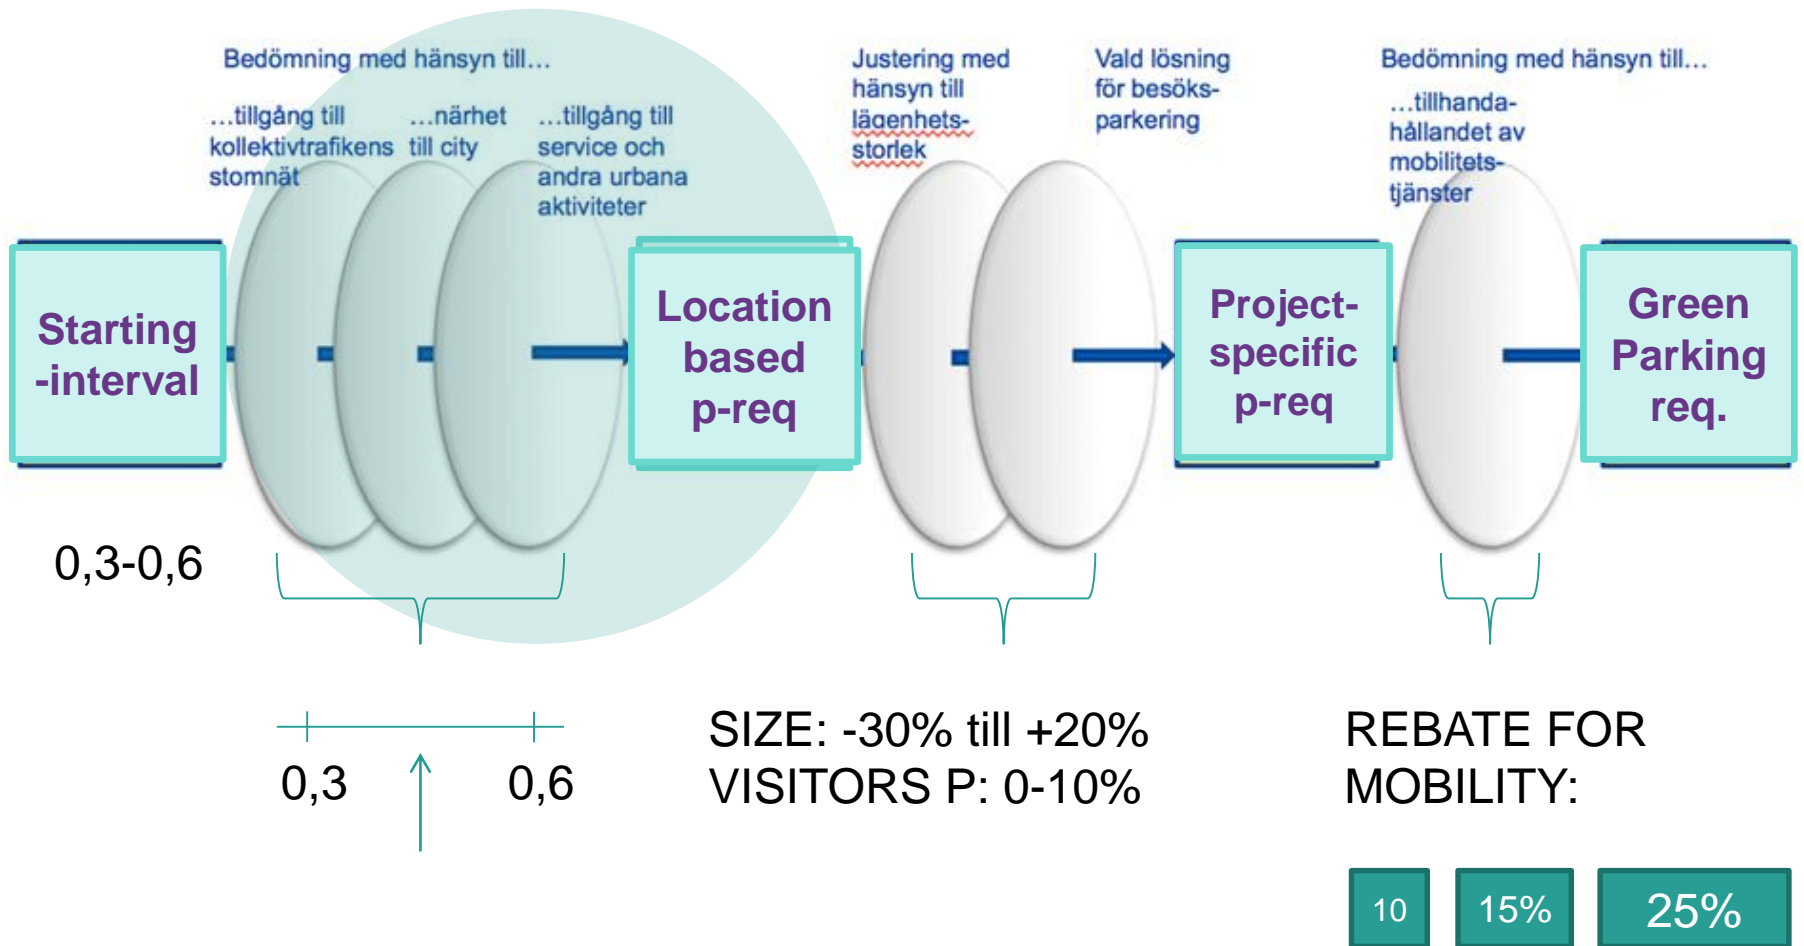 Bedömning med hänsyn till…
…tillgång till
kollektivtrafikens
stomnät
…närhet
till city
…tillgång till
service och
andra urbana
aktiviteter
Justering med
hänsyn till
lägenhets-
storlek
Vald lösning
för besöks-
parkering
Bedömning med hänsyn till…
…tillhanda-
hållandet av
mobilitets-
tjänster
Starting
-interval
Location
based
p-req
Project-
specific
p-req
Green
Parking
req.
0,3-0,6
0,3
0,6
SIZE: -30% till +20%
VISITORS P: 0-10%
REBATE FOR
MOBILITY:
10
15%
25%